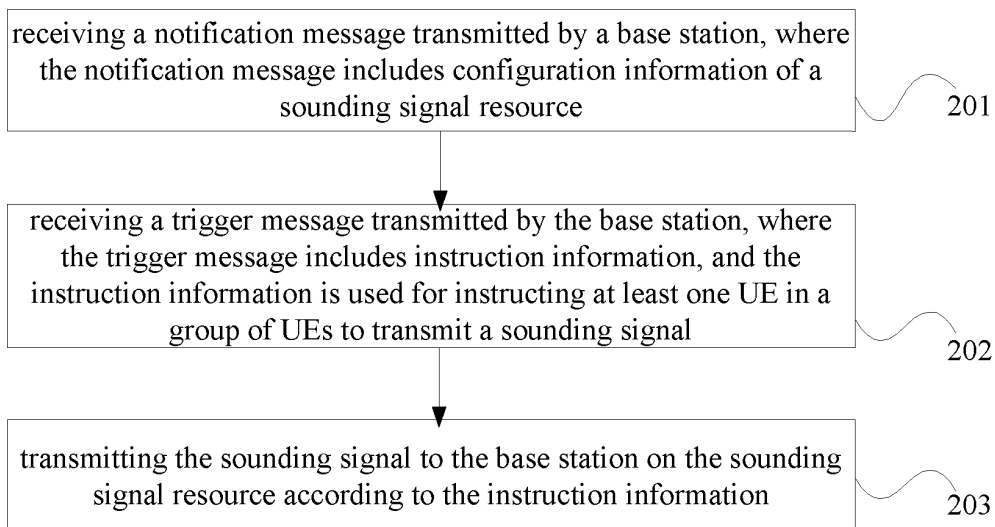 receiving a notification message transmitted by a base station, where
the notification message includes configuration information of a
sounding signal resource
201
receiving a trigger message transmitted by the base station, where
the trigger message includes instruction information, and the
instruction information is used for instructing at least one UE in a
group of UEs to transmit a sounding signal
202
transmitting the sounding signal to the base station on the sounding
signal resource according to the instruction information
203